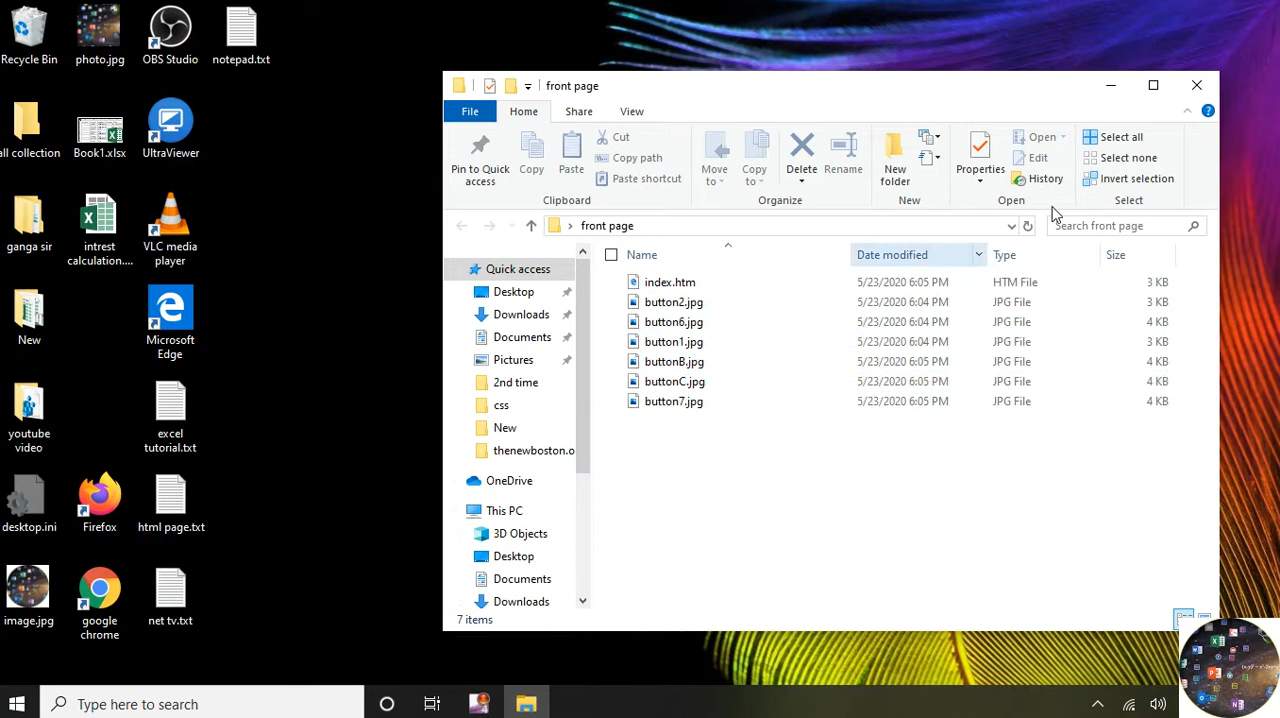 Recycle Bin
photo.jpg
OBS Studio
notepad.txt
all collection
Book1.xlsx
UltraViewer
ganga sir
intrest
calculation....
VLC media
player
New
Microsoft
Edge
youtube
video
excel
tutorial.txt
desktop.ini
Firefox
html page.txt
image.jpg
google
chrome
net tv.txt
front page
File
Home
Share
View
Pin to Quick
access
Copy
Paste
Cut
Copy path
Paste shortcut
Clipboard
Move
to
Copy
to
Delete
Rename
Organize
New
folder
New
Properties
Open
Edit
History
Open
Select all
Select none
Invert selection
Select
front page
Search front page
Quick access
Desktop
Downloads
Documents
Pictures
2nd time
css
New
thenewboston.o
OneDrive
This PC
3D Objects
Desktop
Documents
Downloads
Name Date modified Type Size
index.htm 5/23/2020 6:05 PM HTM File 3 KB
button2.jpg 5/23/2020 6:04 PM JPG File 3 KB
button6.jpg 5/23/2020 6:04 PM JPG File 4 KB
button1.jpg 5/23/2020 6:04 PM JPG File 3 KB
buttonB.jpg 5/23/2020 6:05 PM JPG File 4 KB
buttonC.jpg 5/23/2020 6:05 PM JPG File 4 KB
button7.jpg 5/23/2020 6:05 PM JPG File 4 KB
7 items
Type here to search